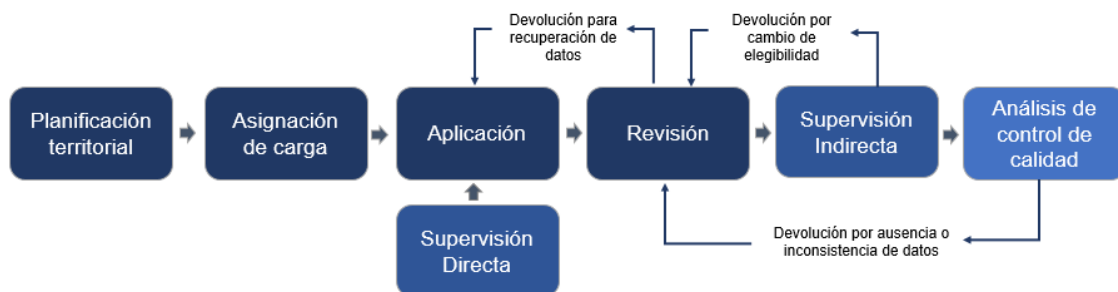 Devolución para
recuperación de
datos
Devolución por
cambio de
elegibilidad
Planificación
territorial
Asignación
de carga
Aplicación
Revisión
Supervisión
Indirecta
Análisis de
control de
calidad
Supervisión
Directa
Devolución por ausencia o
inconsistencia de datos